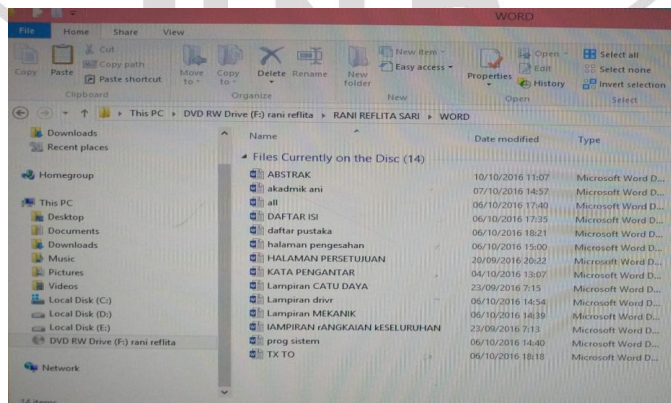 WORD
File Home Share View
Copy Paste Cut Copy path Paste shortcut Move to Copy to Delete Rename New folder New item Easy access Properties Open Edit History Select all Select none Invert selection
Clipboard Organize New Open Select
This PC DVD RW Drive (F:) rani reflita RANI REFLITA SARI WORD
Downloads
Recent places
Homegroup
This PC
Desktop
Documents
Downloads
Music
Pictures
Videos
Local Disk (C:)
Local Disk (D:)
Local Disk (E:)
DVD RW Drive (F:) rani reflita
Network
14 items
Name Date modified Type
Files Currently on the Disc (14)
ABSTRAK 10/10/2016 11:07 Microsoft Word D...
akadmik ani 07/10/2016 14:57 Microsoft Word D...
all 06/10/2016 17:40 Microsoft Word D...
DAFTAR ISI 06/10/2016 17:35 Microsoft Word D...
daftar pustaka 06/10/2016 18:21 Microsoft Word D...
halaman pengesahan 06/10/2016 15:00 Microsoft Word D...
HALAMAN PERSETUJUAN 20/09/2016 20:22 Microsoft Word D...
KATA PENGANTAR 04/10/2016 13:07 Microsoft Word D...
Lampiran CATU DAYA 23/09/2016 7:15 Microsoft Word D...
Lampiran drivr 06/10/2016 14:54 Microsoft Word D...
Lampiran MEKANIK 06/10/2016 14:39 Microsoft Word D...
lAMPIRAN rANGKAIAN kESELURUHAN 23/09/2016 7:13 Microsoft Word D...
prog sistem 06/10/2016 14:40 Microsoft Word D...
TX TO 06/10/2016 18:18 Microsoft Word D...